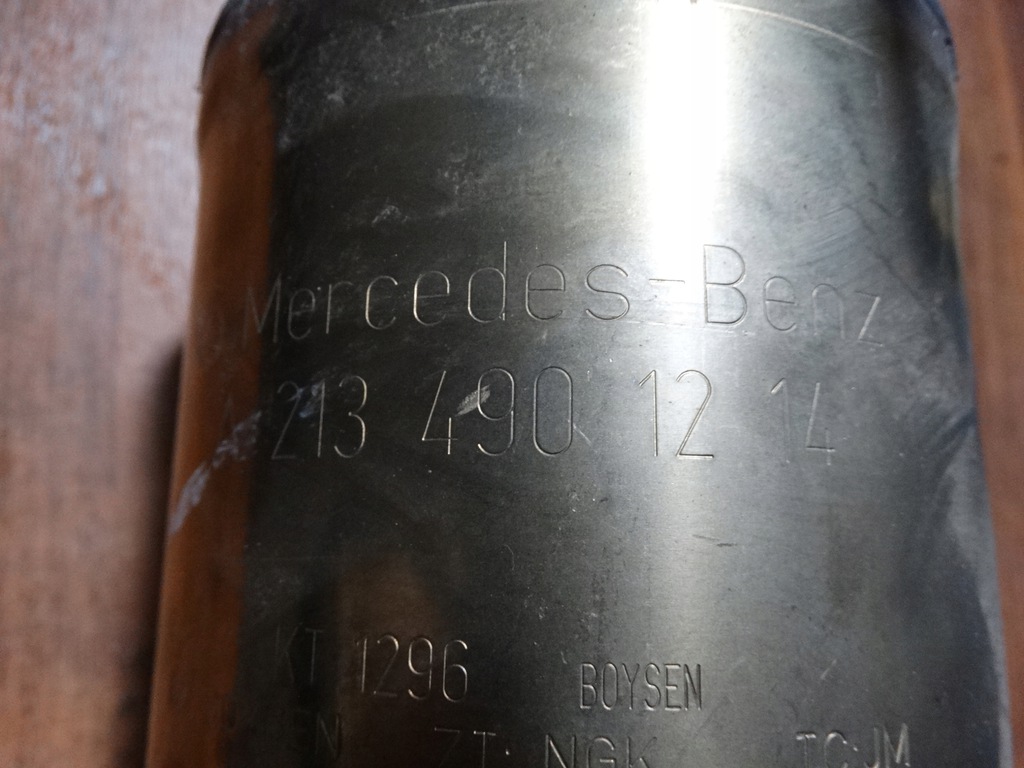 Mercedes-Benz
A 213 490 12 14
KT 1296 BOYSEN
ZT: NGK TC:JM